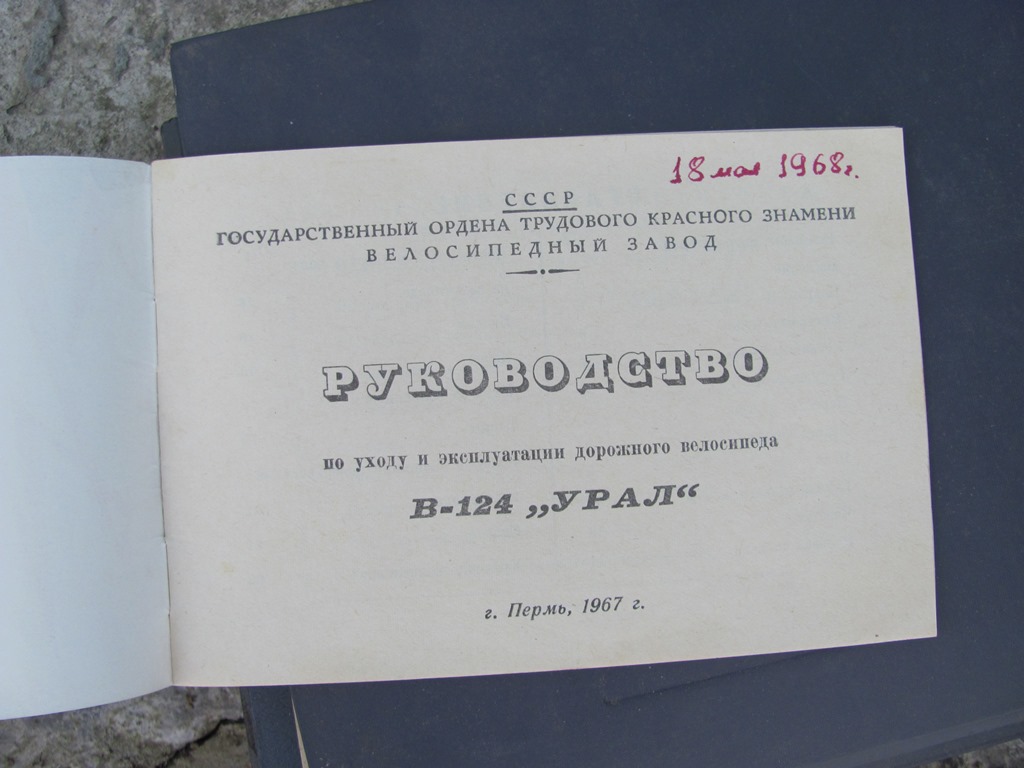 18 мая 1968г.
СССР
ГОСУДАРСТВЕННЫЙ ОРДЕНА ТРУДОВОГО КРАСНОГО ЗНАМЕНИ
ВЕЛОСИПЕДНЫЙ ЗАВОД
РУКОВОДСТВО
по уходу и эксплуатации дорожного велосипеда
В-124 „УРАЛ“
г. Пермь, 1967 г.